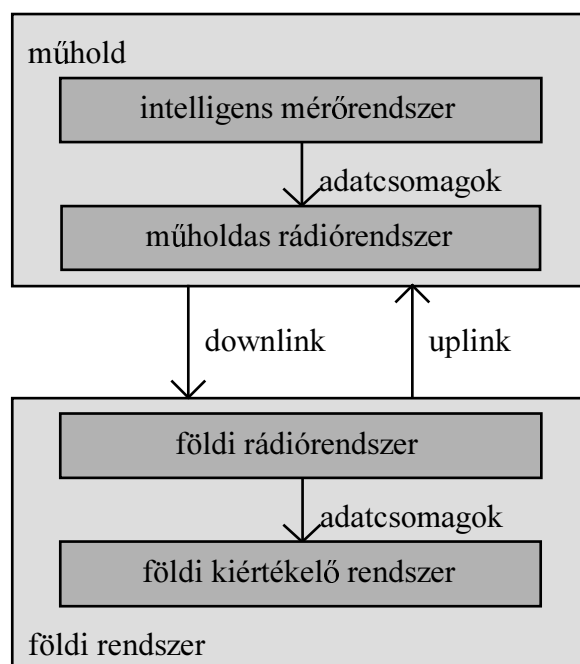 műhold
intelligens mérőrendszer
adatcsomagok
műholdas rádiórendszer
downlink
uplink
földi rádiórendszer
adatcsomagok
földi kiértékelő rendszer
földi rendszer